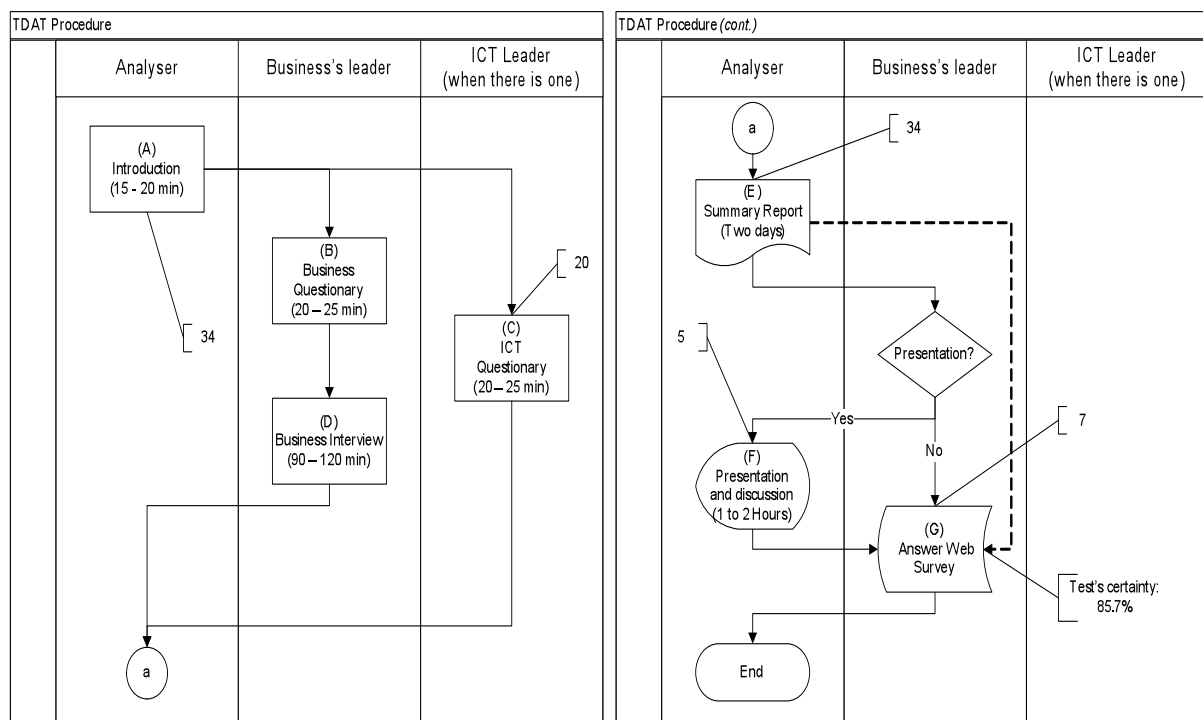 TDAT Procedure
Analyser
Business's leader
ICT Leader
(when there is one)
(A)
Introduction
(15 - 20 min)
(B)
Business
Questionary
(20 – 25 min)
20
34
(C)
ICT
Questionary
(20 – 25 min)
(D)
Business Interview
(90 – 120 min)
a
TDAT Procedure (cont.)
Analyser
Business's leader
ICT Leader
(when there is one)
a
34
(E)
Summary Report
(Two days)
5
Presentation?
Yes
7
No
(F)
Presentation
and discussion
(1 to 2 Hours)
(G)
Answer Web
Survey
Test's certainty:
85.7%
End